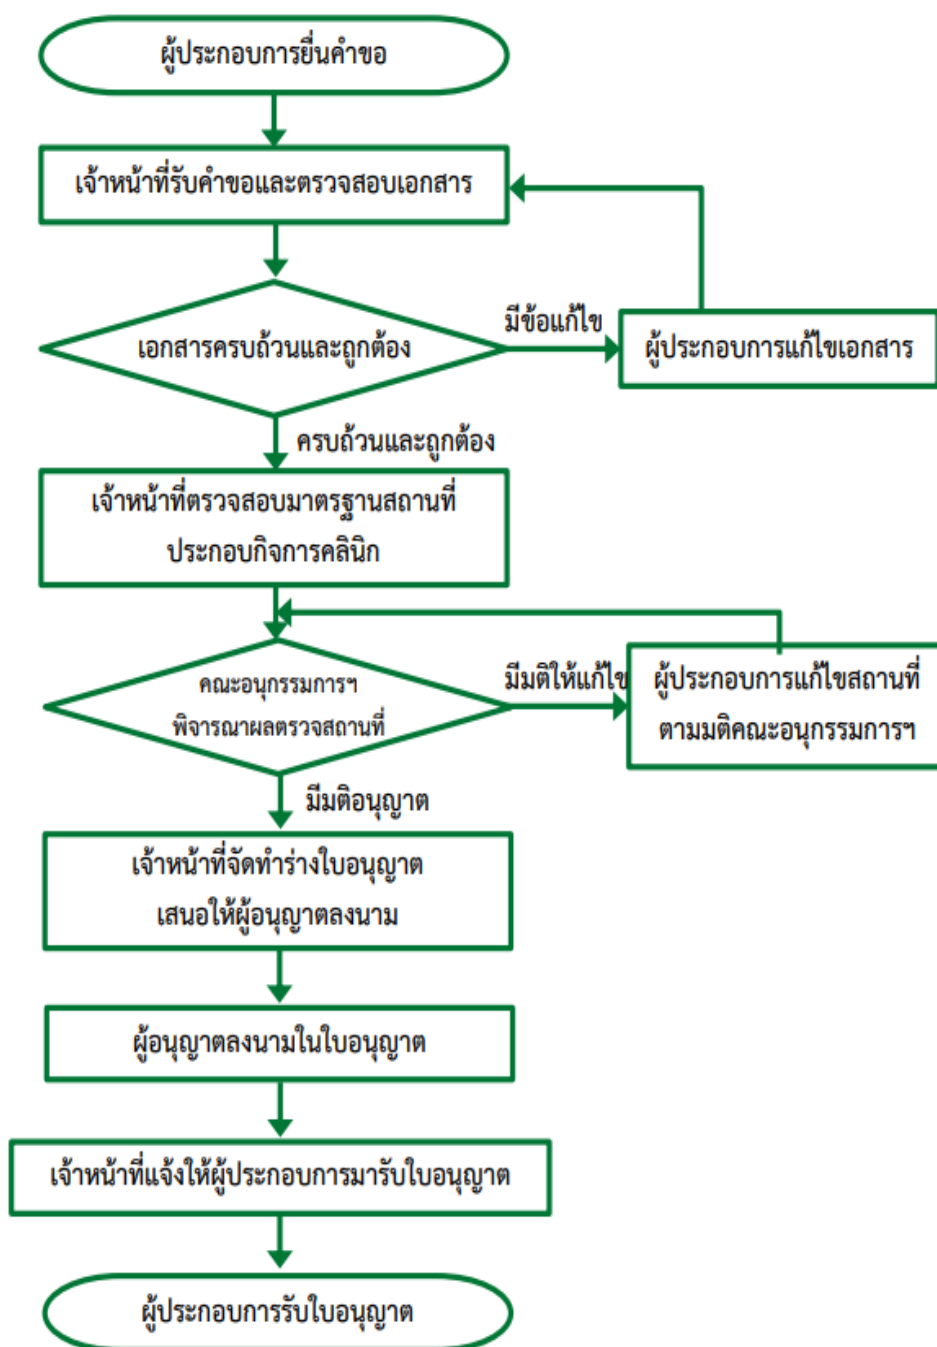 ผู้ประกอบการยื่นคำขอ
เจ้าหน้าที่รับคำขอและตรวจสอบเอกสาร
เอกสารครบถ้วนและถูกต้อง
มีข้อแก้ไข
ผู้ประกอบการแก้ไขเอกสาร
ครบถ้วนและถูกต้อง
เจ้าหน้าที่ตรวจสอบมาตรฐานสถานที่
ประกอบกิจการคลินิก
คณะอนุกรรมการฯ
พิจารณาผลตรวจสถานที่
มีมติให้แก้ไข
ผู้ประกอบการแก้ไขสถานที่
ตามมติคณะอนุกรรมการฯ
มีมติอนุญาต
เจ้าหน้าที่จัดทำร่างใบอนุญาต
เสนอให้ผู้อนุญาตลงนาม
ผู้อนุญาตลงนามในใบอนุญาต
เจ้าหน้าที่แจ้งให้ผู้ประกอบการมารับใบอนุญาต
ผู้ประกอบการรับใบอนุญาต